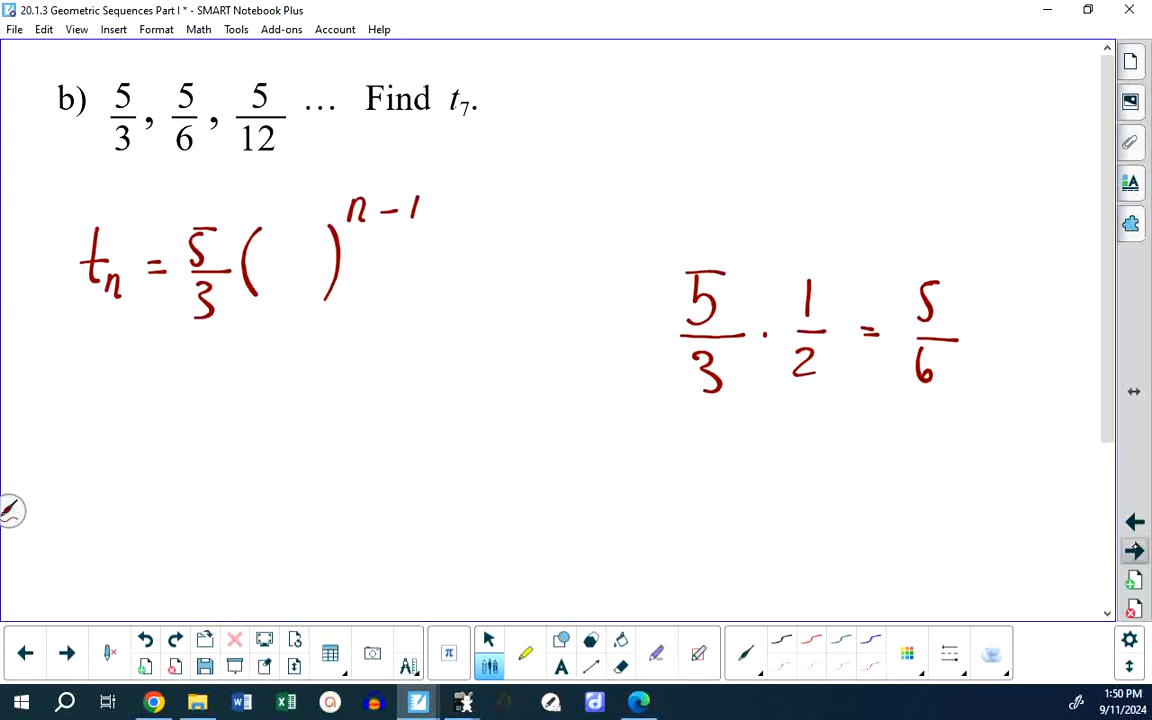 20.1.3 Geometric Sequences Part I * - SMART Notebook Plus
File Edit View Insert Format Math Tools Add-ons Account Help
b) 5/3, 5/6, 5/12 … Find t₇.
tₙ = 5/3 ( )ⁿ⁻¹
5/3 · 1/2 = 5/6
1:50 PM
9/11/2024